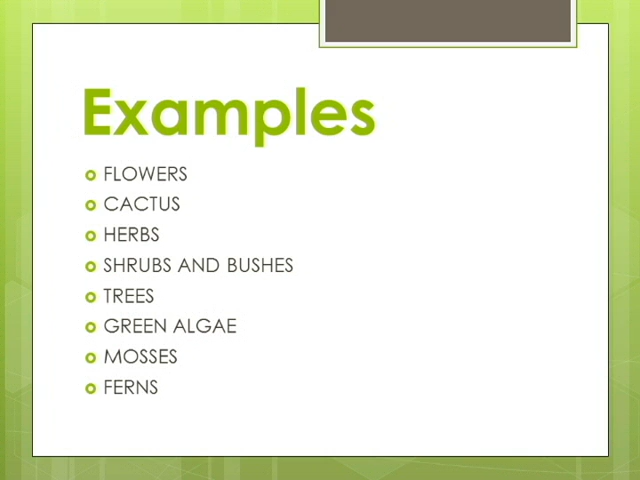 Examples
FLOWERS
CACTUS
HERBS
SHRUBS AND BUSHES
TREES
GREEN ALGAE
MOSSES
FERNS